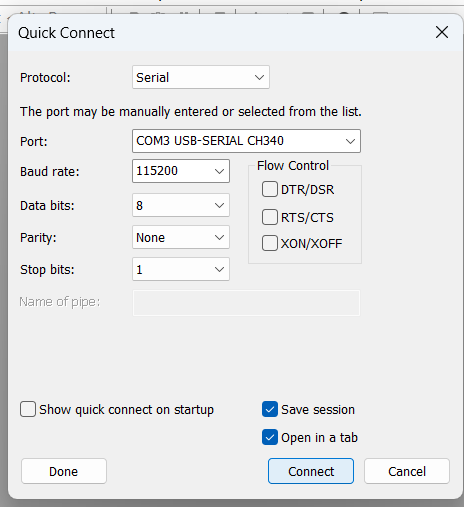 Quick Connect
Protocol: Serial
The port may be manually entered or selected from the list.
Port: COM3 USB-SERIAL CH340
Baud rate: 115200
Flow Control
DTR/DSR
Data bits: 8
RTS/CTS
Parity: None
XON/XOFF
Stop bits: 1
Name of pipe:
Show quick connect on startup
Save session
Open in a tab
Done Connect Cancel